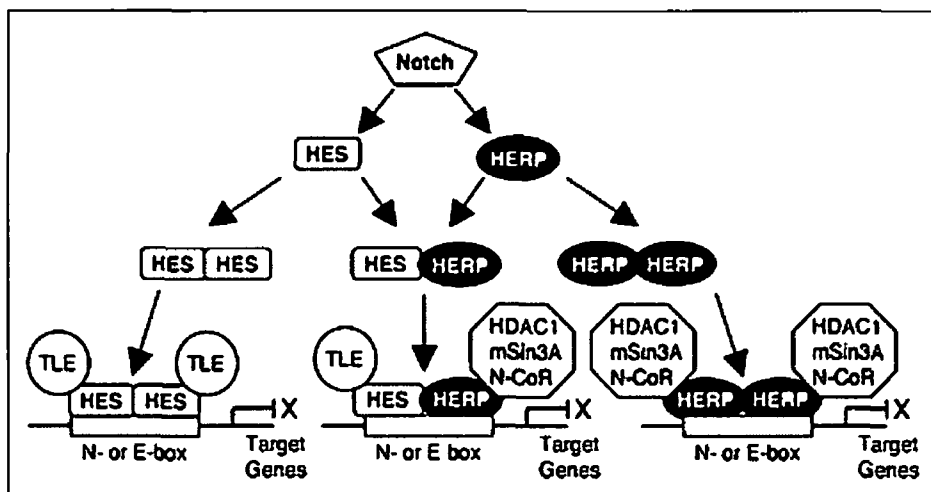 Notch
HES
HERP
HES HES
HES HERP
HERP HERP
TLE
TLE
HES HES
N- or E-box
X
Target
Genes
TLE
HDAC1
mSin3A
N-CoR
HES HERP
N- or E box
X
Target
Genes
HDAC1
mSin3A
N-CoR
HDAC1
mSin3A
N-CoR
HERP HERP
N- or E-box
X
Target
Genes